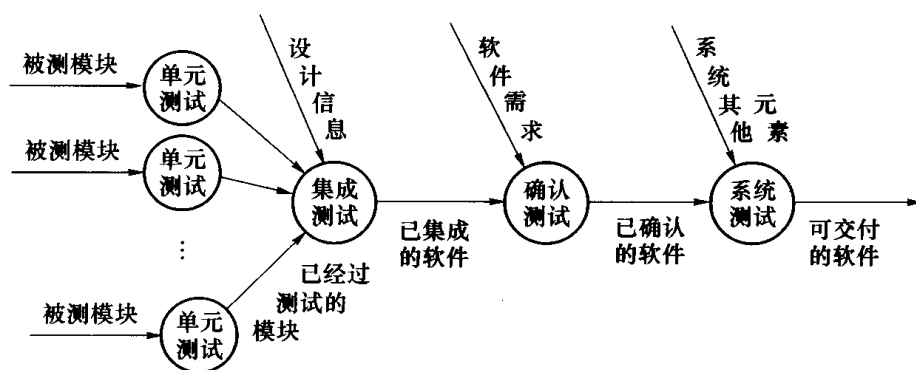 被测模块
单元
测试
被测模块
单元
测试
…
被测模块
单元
测试
设计信息
集成
测试
已经过
测试的
模块
已集成
的软件
软件需求
确认
测试
已确认
的软件
系统其他元素
系统
测试
可交付
的软件